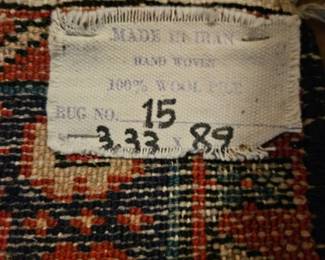 MADE IN IRAN
HAND WOVEN
100% WOOL PILE
RUG NO. 15
3.33 x 89